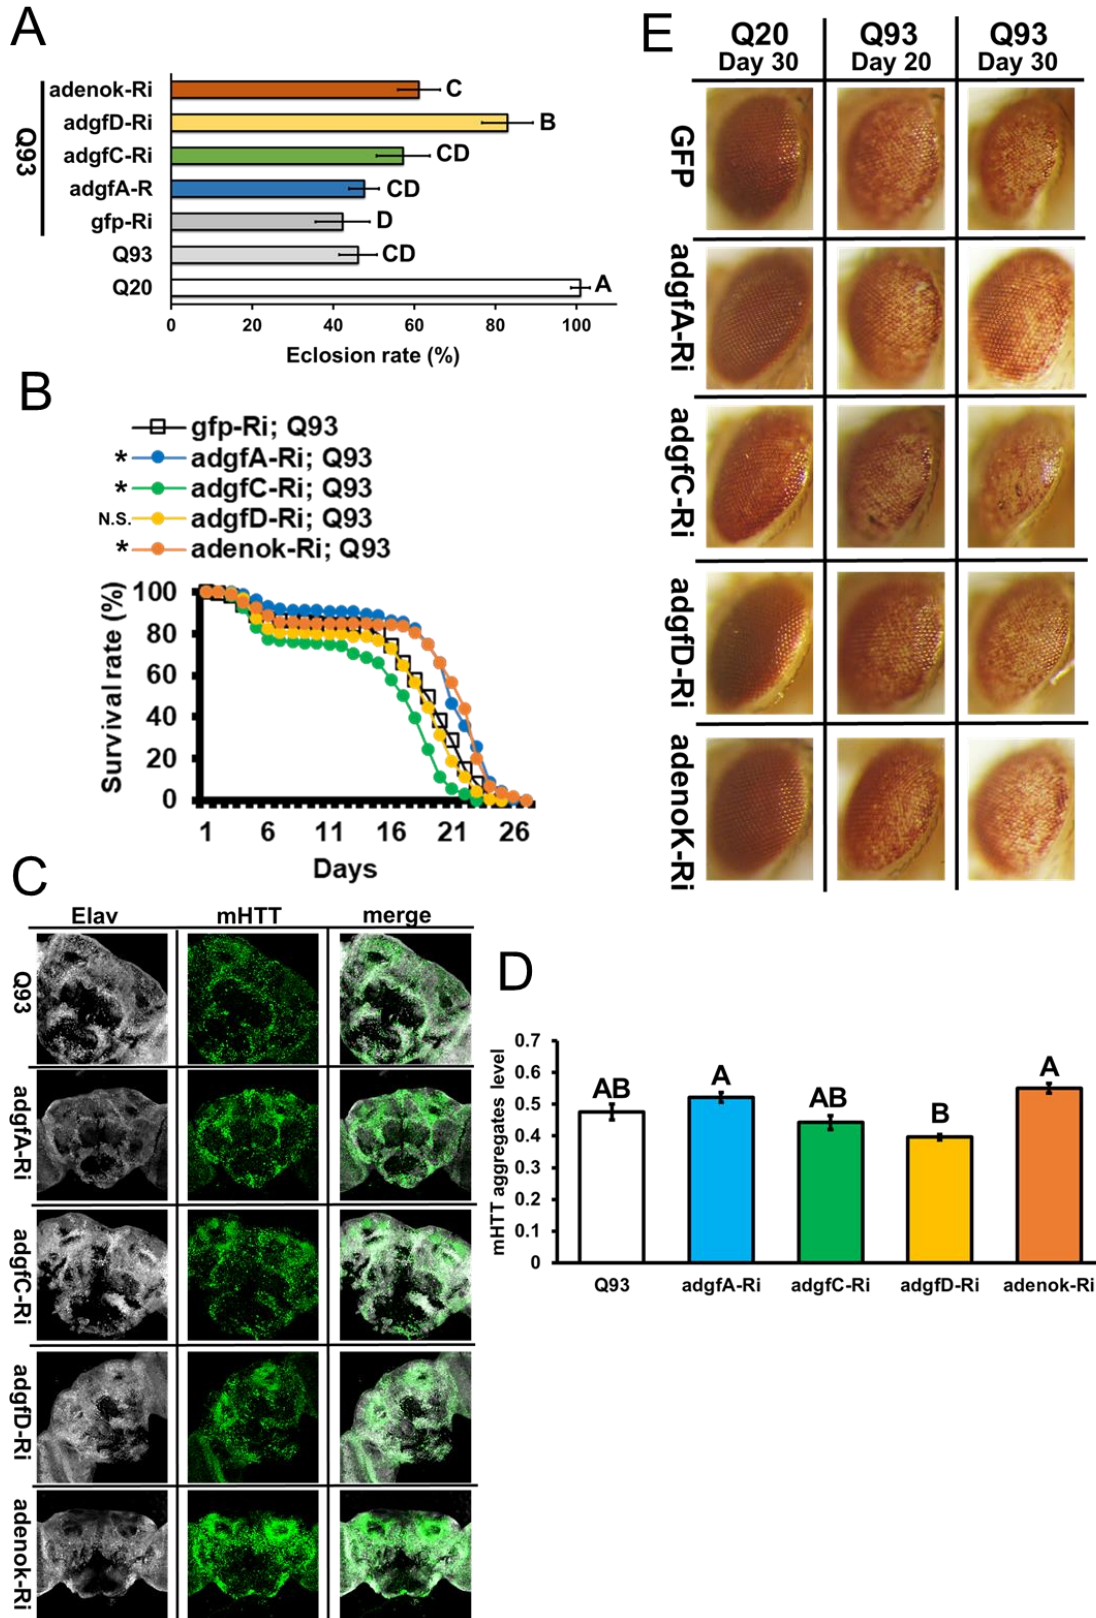 A
Q93
adenok-Ri
C
adgfD-Ri
B
adgfC-Ri
CD
adgfA-R
CD
gfp-Ri
D
Q93
CD
Q20
A
0 20 40 60 80 100
Eclosion rate (%)
B
gfp-Ri; Q93
* adgfA-Ri; Q93
* adgfC-Ri; Q93
N.S. adgfD-Ri; Q93
* adenok-Ri; Q93
Survival rate (%)
100
80
60
40
20
0
1 6 11 16 21 26
Days
C
Elav mHTT merge
Q93
adgfA-Ri
adgfC-Ri
adgfD-Ri
adenok-Ri
D
mHTT aggregates level
0.7
0.6
0.5
0.4
0.3
0.2
0.1
0
AB A AB B A
Q93 adgfA-Ri adgfC-Ri adgfD-Ri adenok-Ri
E
Q20 Q93 Q93
Day 30 Day 20 Day 30
GFP
adgfA-Ri
adgfC-Ri
adgfD-Ri
adenoK-Ri